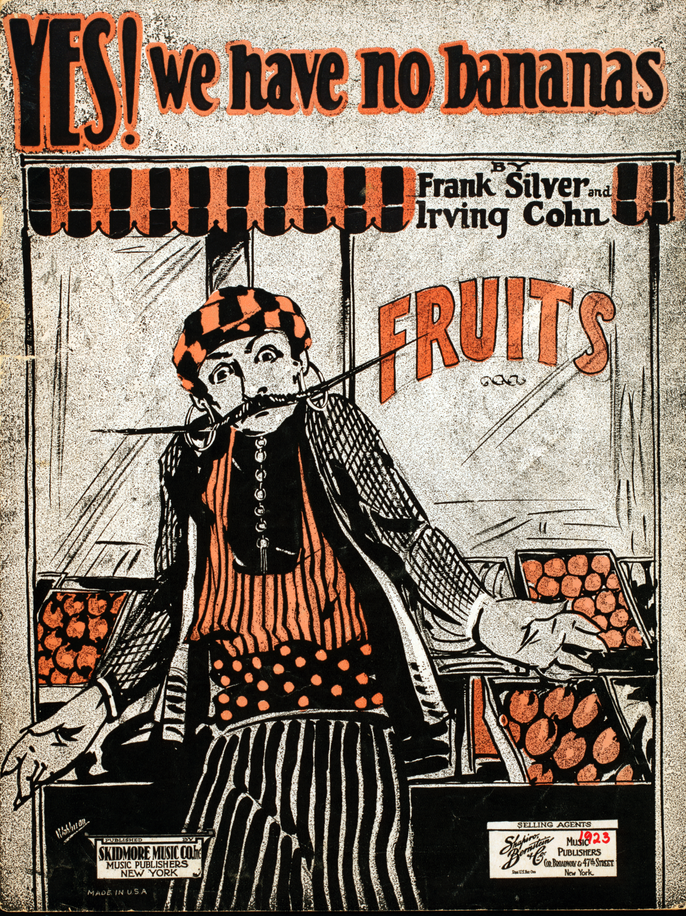 YES! we have no bananas
BY
Frank Silver and
Irving Cohn
FRUITS
PUBLISHED BY
SKIDMORE MUSIC CO. Inc
MUSIC PUBLISHERS
NEW YORK
MADE IN U.S.A
SELLING AGENTS
Shapiro,
Bernstein
& Co.
MUSIC
1923
PUBLISHERS
COR. BROADWAY & 47th STREET
New York